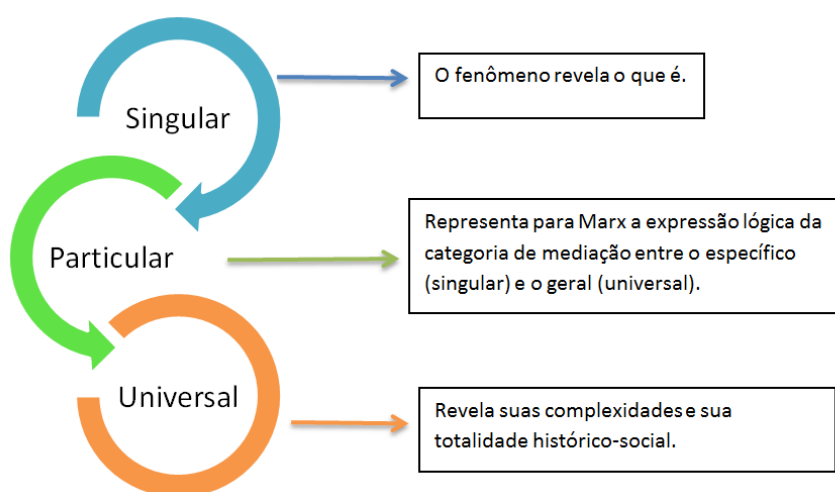 Singular
O fenômeno revela o que é.
Particular
Representa para Marx a expressão lógica da
categoria de mediação entre o específico
(singular) e o geral (universal).
Universal
Revela suas complexidades e sua
totalidade histórico-social.